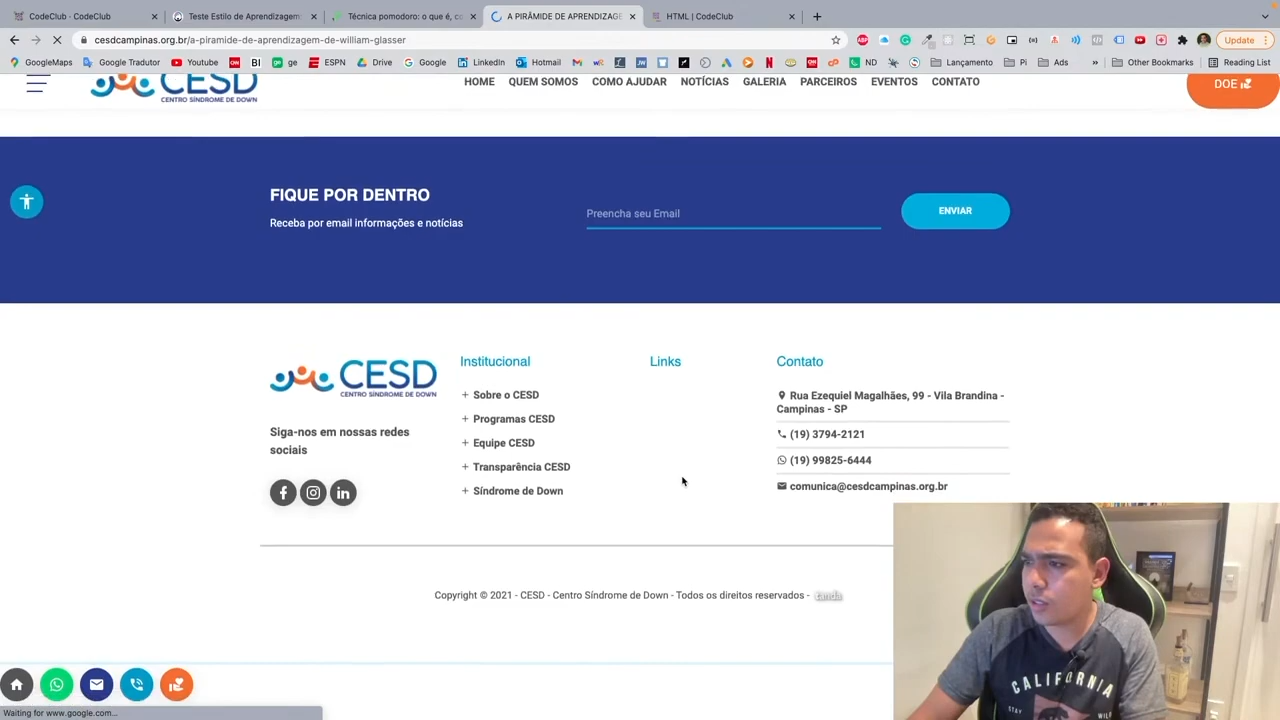 CodeClub · CodeClub
Teste Estilo de Aprendizagem
Técnica pomodoro: o que é, co
A PIRÂMIDE DE APRENDIZAGE
HTML | CodeClub
cesdcampinas.org.br/a-piramide-de-aprendizagem-de-william-glasser
Update
GoogleMaps
Google Tradutor
Youtube
BI
ge
ESPN
Drive
Google
LinkedIn
Hotmail
ND
Lançamento
Pi
Ads
»
Other Bookmarks
Reading List
CESD
CENTRO SÍNDROME DE DOWN
HOME
QUEM SOMOS
COMO AJUDAR
NOTÍCIAS
GALERIA
PARCEIROS
EVENTOS
CONTATO
DOE
FIQUE POR DENTRO
Receba por email informações e notícias
Preencha seu Email
ENVIAR
CESD
CENTRO SÍNDROME DE DOWN
Siga-nos em nossas redes
sociais
Institucional
+ Sobre o CESD
+ Programas CESD
+ Equipe CESD
+ Transparência CESD
+ Síndrome de Down
Links
Contato
Rua Ezequiel Magalhães, 99 - Vila Brandina -
Campinas - SP
(19) 3794-2121
(19) 99825-6444
comunica@cesdcampinas.org.br
Copyright © 2021 - CESD - Centro Síndrome de Down - Todos os direitos reservados - tanda
Waiting for www.google.com...
CALIFORNIA
STAY
WILD